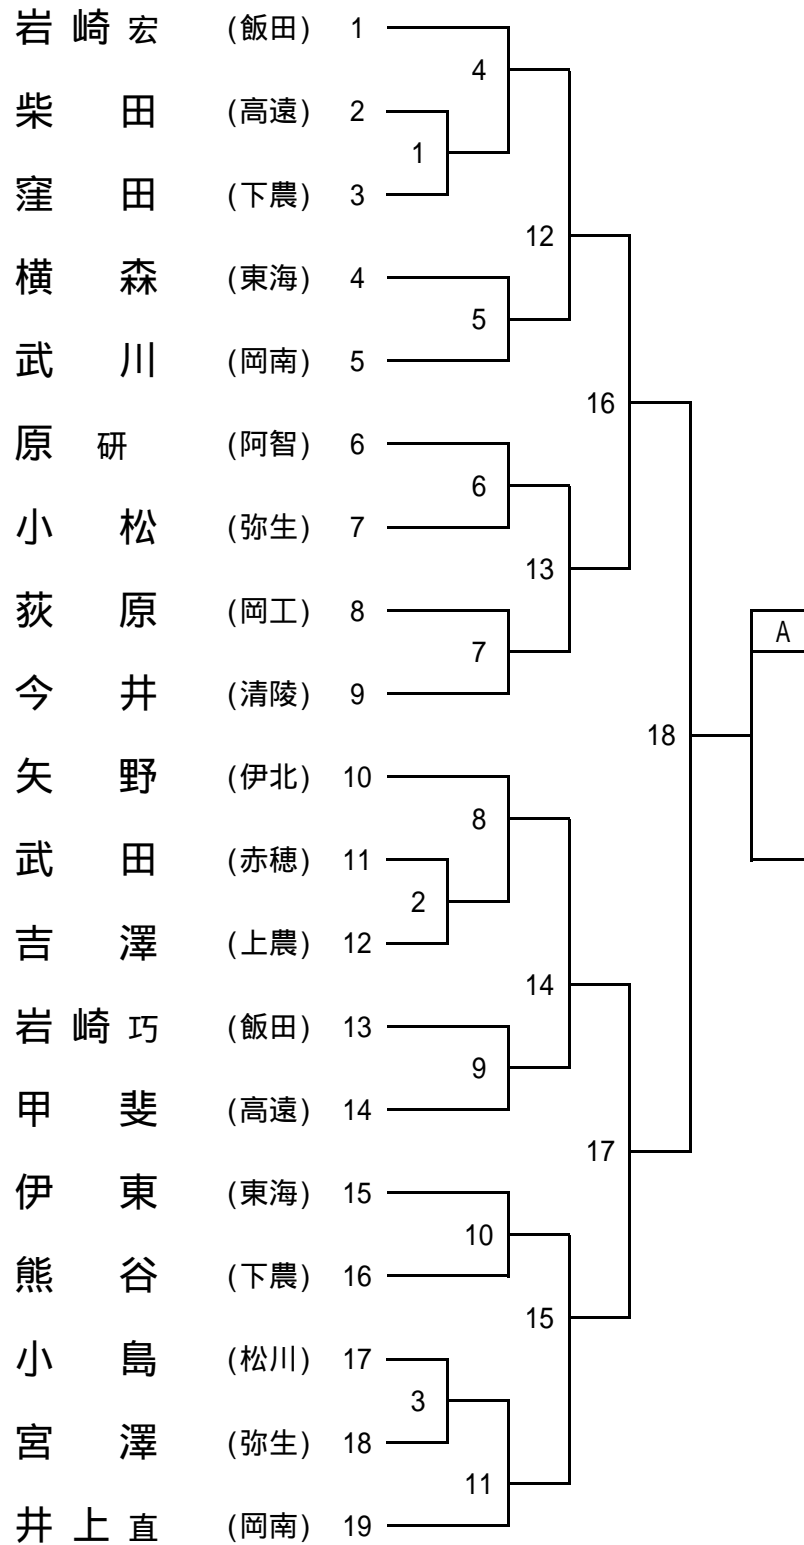 岩崎宏 (飯田) 1
4
柴田 (高遠) 2
1
窪田 (下農) 3
12
横森 (東海) 4
5
武川 (岡南) 5
16
原研 (阿智) 6
6
小松 (弥生) 7
13
荻原 (岡工) 8
A
7
今井 (清陵) 9
18
矢野 (伊北) 10
8
武田 (赤穂) 11
2
吉澤 (上農) 12
14
岩崎巧 (飯田) 13
9
甲斐 (高遠) 14
17
伊東 (東海) 15
10
熊谷 (下農) 16
15
小島 (松川) 17
3
宮澤 (弥生) 18
11
井上直 (岡南) 19